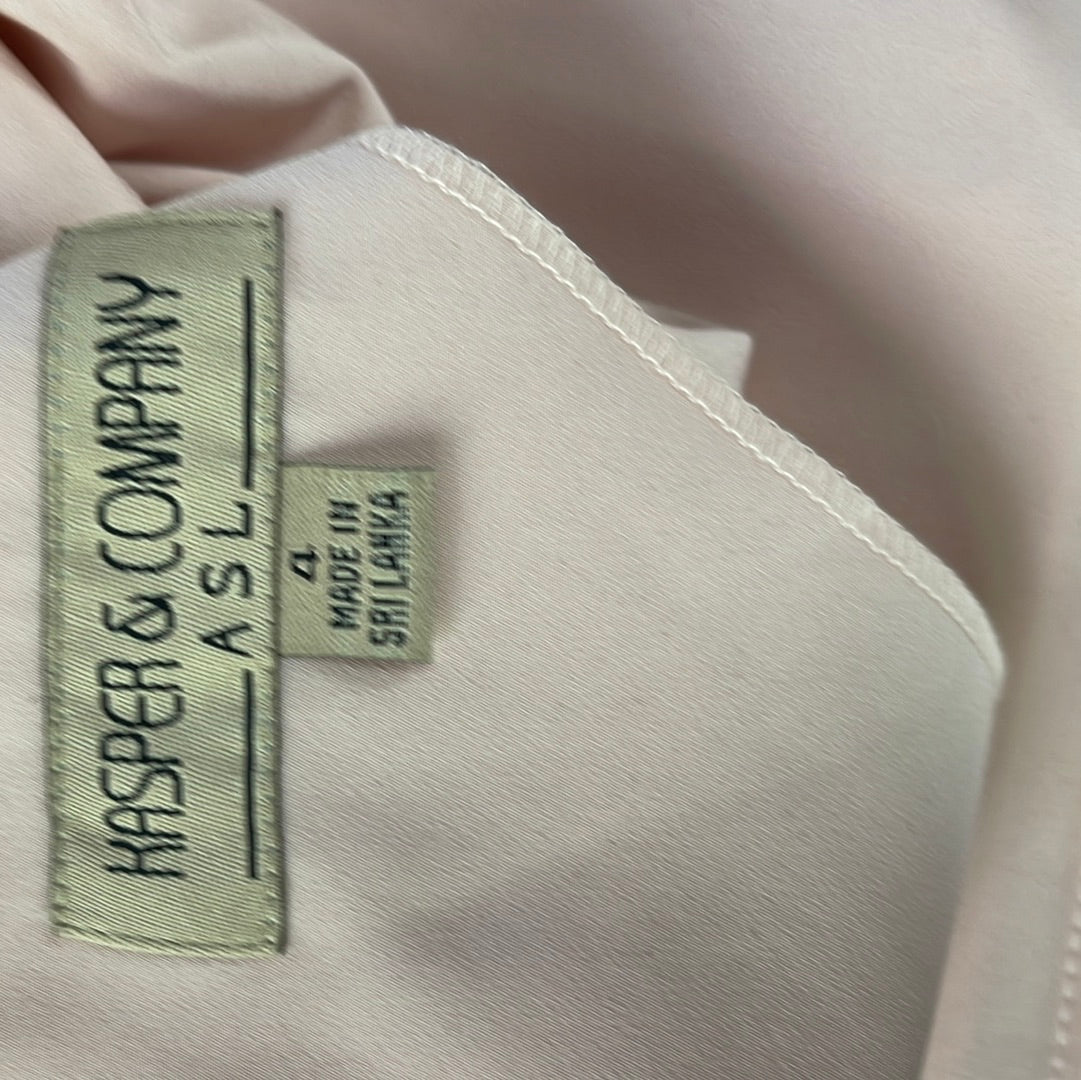 KASPER & COMPANY
A S L
4
MADE IN
SRI LANKA